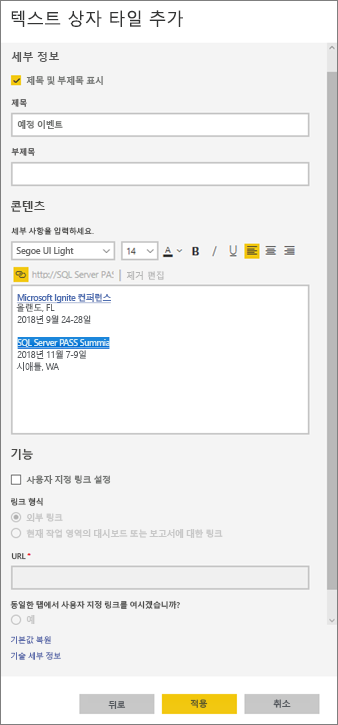 텍스트 상자 타일 추가
세부 정보
제목 및 부제목 표시
제목
예정 이벤트
부제목
콘텐츠
세부 사항을 입력하세요.
Segoe UI Light 14 A B I U
http://SQL Server PAS 제거 편집
Microsoft Ignite 컨퍼런스
올랜도, FL
2018년 9월 24-28일
SQL Server PASS Summia
2018년 11월 7-9일
시애틀, WA
기능
사용자 지정 링크 설정
링크 형식
외부 링크
현재 작업 영역의 대시보드 또는 보고서에 대한 링크
URL *
동일한 탭에서 사용자 지정 링크를 여시겠습니까?
예
기본값 복원
기술 세부 정보
뒤로 적용 취소